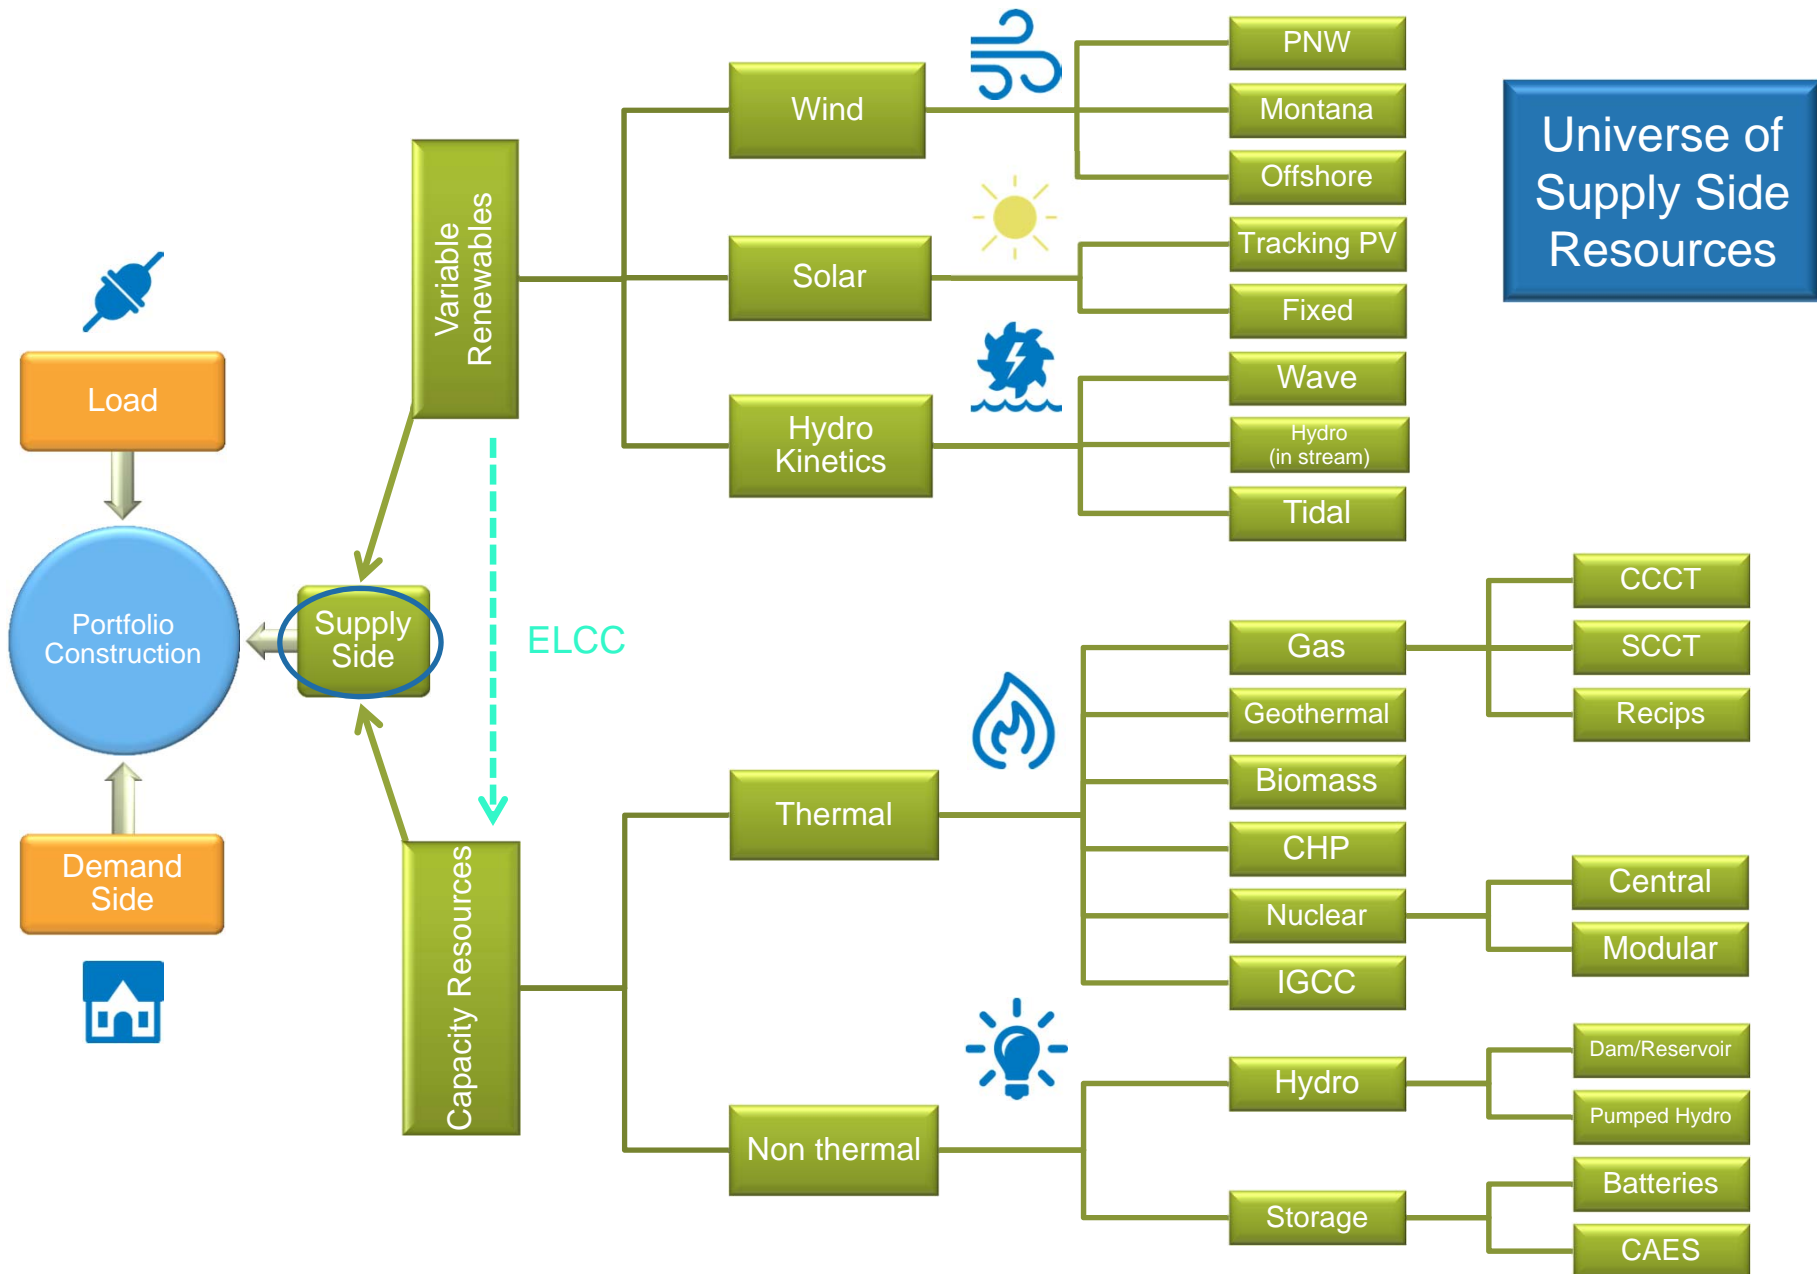 Universe of
Supply Side
Resources
Load
Portfolio
Construction
Demand
Side
Supply
Side
ELCC
Variable
Renewables
Wind
PNW
Montana
Offshore
Solar
Tracking PV
Fixed
Hydro
Kinetics
Wave
Hydro
(in stream)
Tidal
Capacity Resources
Thermal
Gas
CCCT
SCCT
Recips
Geothermal
Biomass
CHP
Nuclear
Central
Modular
IGCC
Non thermal
Hydro
Dam/Reservoir
Pumped Hydro
Storage
Batteries
CAES